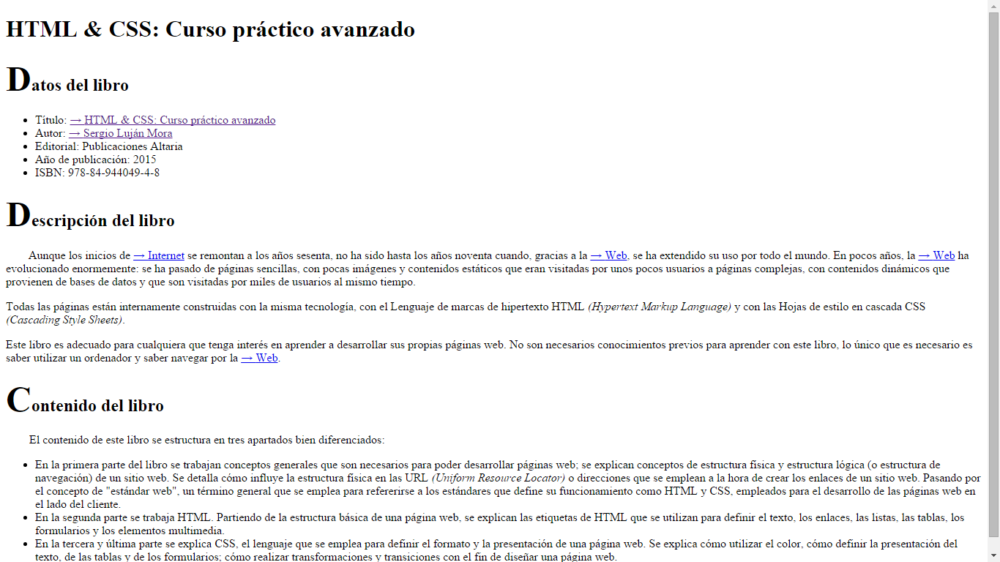 HTML & CSS: Curso práctico avanzado
Datos del libro
• Título: → HTML & CSS: Curso práctico avanzado
• Autor: → Sergio Luján Mora
• Editorial: Publicaciones Altaria
• Año de publicación: 2015
• ISBN: 978-84-944049-4-8
Descripción del libro
Aunque los inicios de → Internet se remontan a los años sesenta, no ha sido hasta los años noventa cuando, gracias a la → Web, se ha extendido su uso por todo el mundo. En pocos años, la → Web ha
evolucionado enormemente: se ha pasado de páginas sencillas, con pocas imágenes y contenidos estáticos que eran visitadas por unos pocos usuarios a páginas complejas, con contenidos dinámicos que
provienen de bases de datos y que son visitadas por miles de usuarios al mismo tiempo.
Todas las páginas están internamente construidas con la misma tecnología, con el Lenguaje de marcas de hipertexto HTML (Hypertext Markup Language) y con las Hojas de estilo en cascada CSS
(Cascading Style Sheets).
Este libro es adecuado para cualquiera que tenga interés en aprender a desarrollar sus propias páginas web. No son necesarios conocimientos previos para aprender con este libro, lo único que es necesario es
saber utilizar un ordenador y saber navegar por la → Web.
Contenido del libro
El contenido de este libro se estructura en tres apartados bien diferenciados:
• En la primera parte del libro se trabajan conceptos generales que son necesarios para poder desarrollar páginas web; se explican conceptos de estructura física y estructura lógica (o estructura de
navegación) de un sitio web. Se detalla cómo influye la estructura física en las URL (Uniform Resource Locator) o direcciones que se emplean a la hora de crear los enlaces de un sitio web. Pasando por
el concepto de "estándar web", un término general que se emplea para refererirse a los estándares que define su funcionamiento como HTML y CSS, empleados para el desarrollo de las páginas web en
el lado del cliente.
• En la segunda parte se trabaja HTML. Partiendo de la estructura básica de una página web, se explican las etiquetas de HTML que se utilizan para definir el texto, los enlaces, las listas, las tablas, los
formularios y los elementos multimedia.
• En la tercera y última parte se explica CSS, el lenguaje que se emplea para definir el formato y la presentación de una página web. Se explica cómo utilizar el color, cómo definir la presentación del
texto, de las tablas y de los formularios; cómo realizar transformaciones y transiciones con el fin de diseñar una página web.